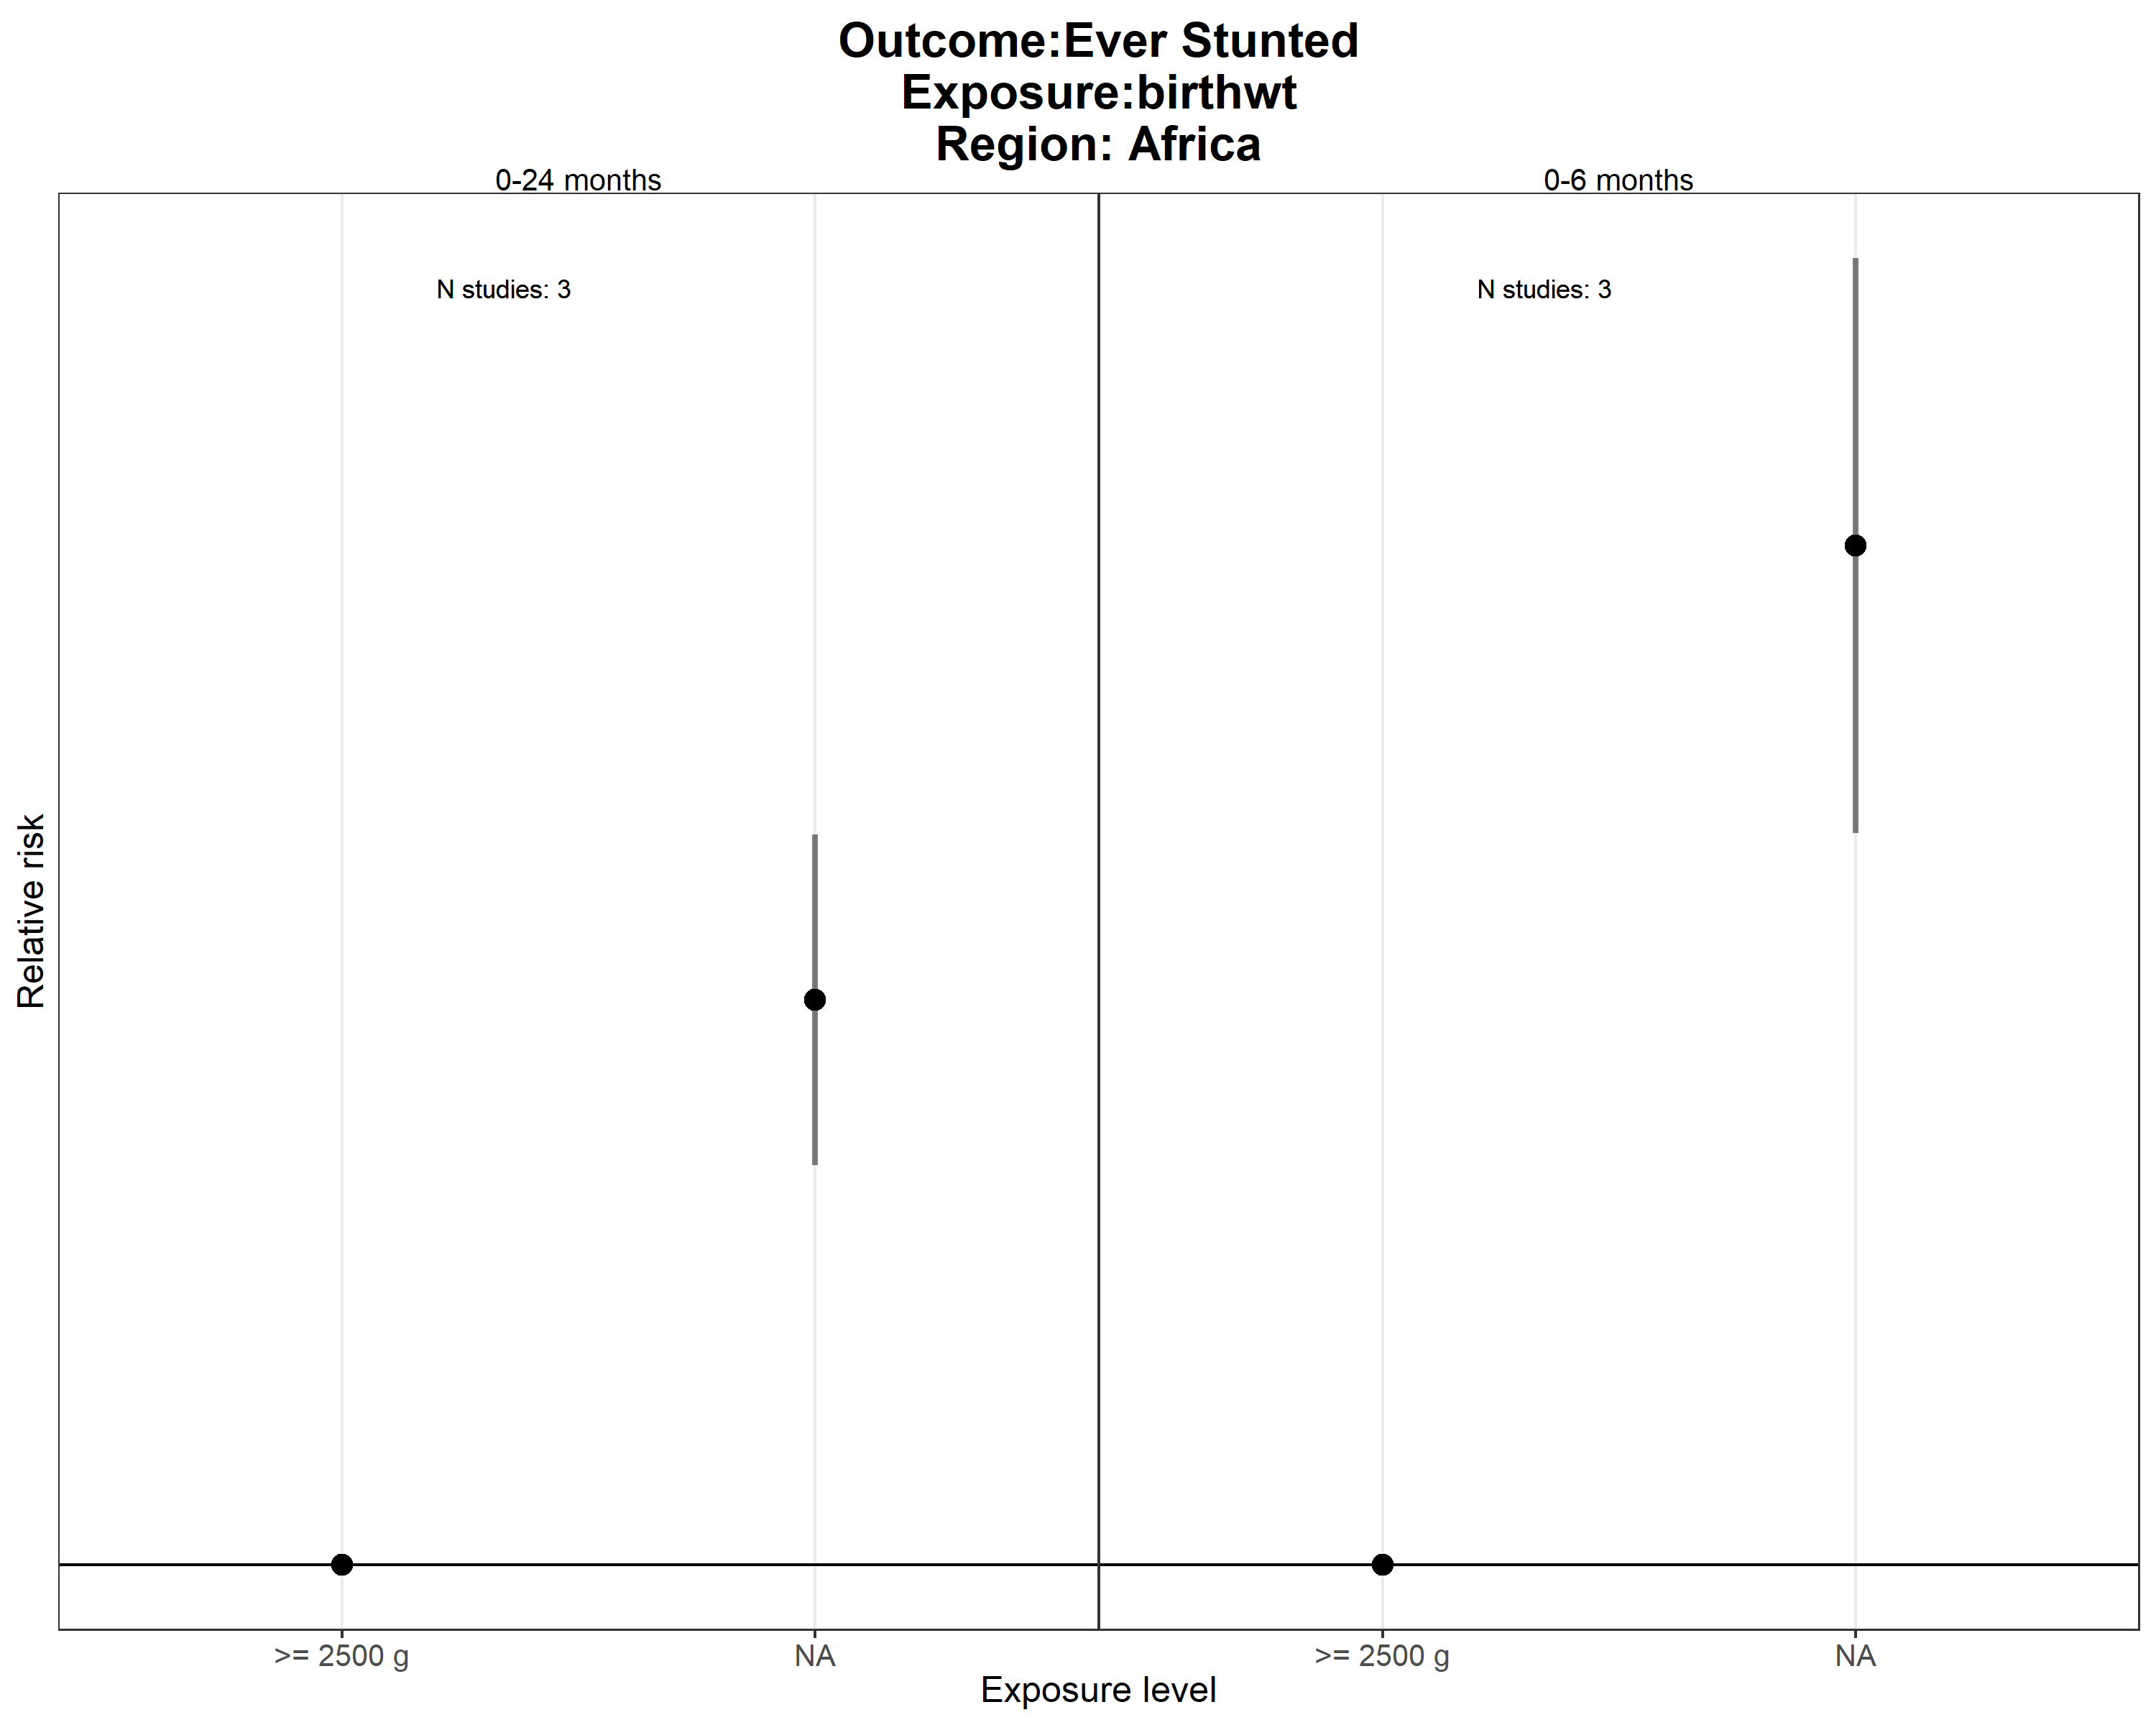 Outcome:Ever Stunted
Exposure:birthwt
Region: Africa
0-24 months
0-6 months
N studies: 3
N studies: 3
Relative risk
>= 2500 g
NA
>= 2500 g
NA
Exposure level